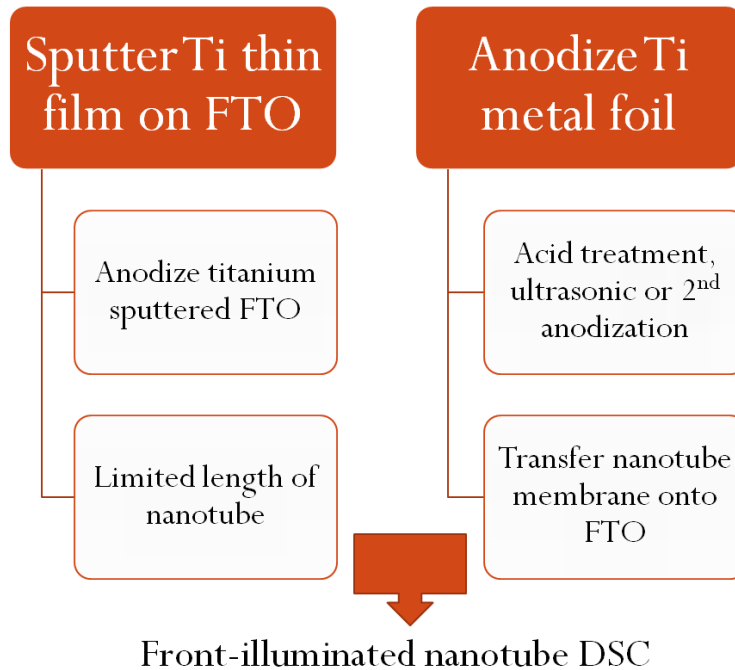 Sputter Ti thin
film on FTO
Anodize titanium
sputtered FTO
Limited length of
nanotube
Anodize Ti
metal foil
Acid treatment,
ultrasonic or 2nd
anodization
Transfer nanotube
membrane onto
FTO
Front-illuminated nanotube DSC